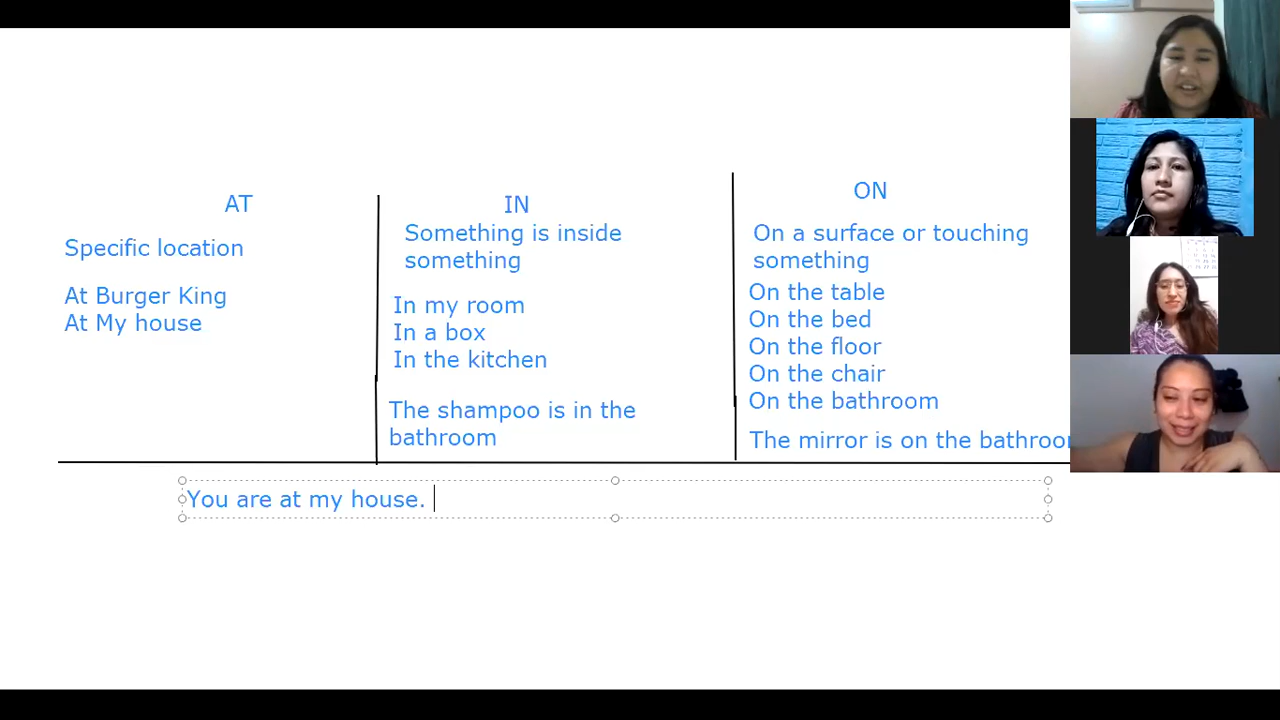 AT
Specific location
At Burger King
At My house
IN
Something is inside
something
In my room
In a box
In the kitchen
The shampoo is in the
bathroom
ON
On a surface or touching
something
On the table
On the bed
On the floor
On the chair
On the bathroom
The mirror is on the bathroo
You are at my house.